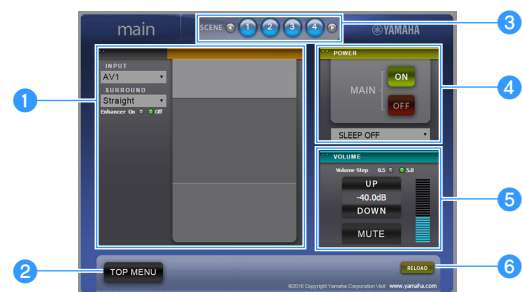 main
SCENE 1 2 3 4
YAMAHA
3
INPUT
AV1
SURROUND
Straight
Enhancer On Off
1
POWER
MAIN
ON
OFF
SLEEP OFF
4
VOLUME
Volume Step 0.5 5.0
UP
-40.0dB
DOWN
MUTE
5
2
TOP MENU
RELOAD
6
©2016 Copyright Yamaha Corporation Visit www.yamaha.com